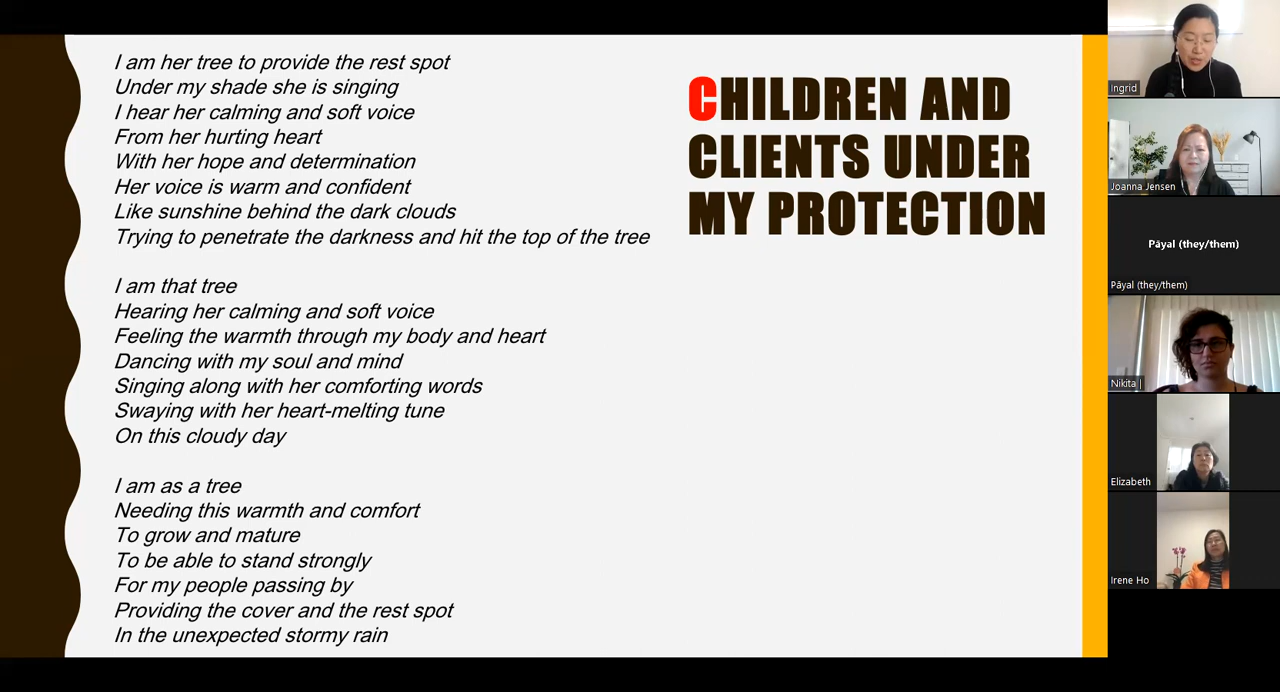 I am her tree to provide the rest spot
Under my shade she is singing
I hear her calming and soft voice
From her hurting heart
With her hope and determination
Her voice is warm and confident
Like sunshine behind the dark clouds
Trying to penetrate the darkness and hit the top of the tree
I am that tree
Hearing her calming and soft voice
Feeling the warmth through my body and heart
Dancing with my soul and mind
Singing along with her comforting words
Swaying with her heart-melting tune
On this cloudy day
I am as a tree
Needing this warmth and comfort
To grow and mature
To be able to stand strongly
For my people passing by
Providing the cover and the rest spot
In the unexpected stormy rain
CHILDREN AND
CLIENTS UNDER
MY PROTECTION
Ingrid
Joanna Jensen
Pāyal (they/them)
Pāyal (they/them)
Nikita |
Elizabeth
Irene Ho